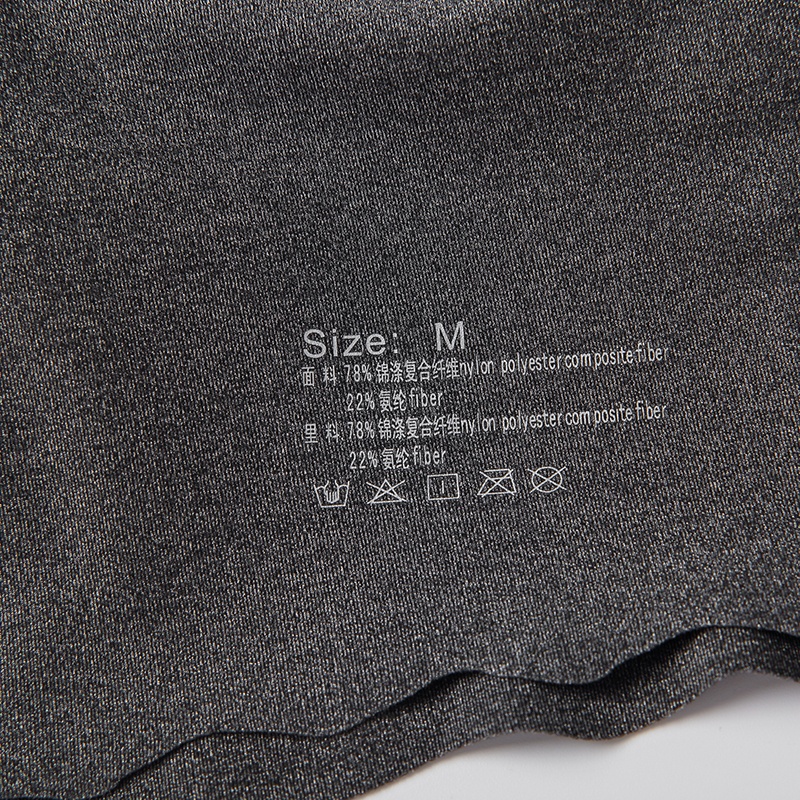 Size: M
面 料 78% 锦涤复合纤维nylon polyester composite fiber
22% 氨纶 fiber
里 料 78% 锦涤复合纤维nylon polyester composite fiber
22% 氨纶 fiber